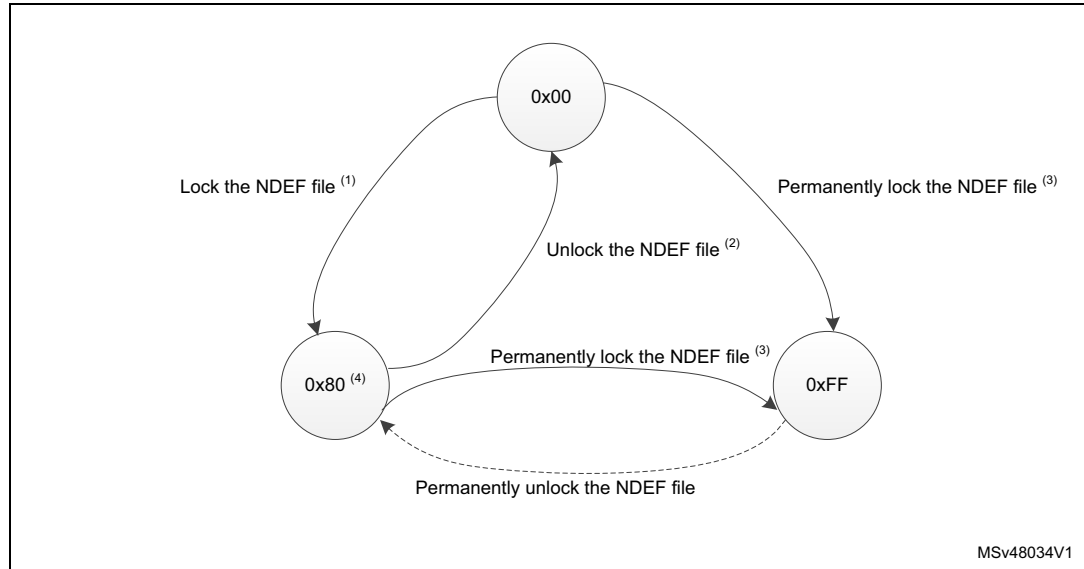 0x00
Lock the NDEF file (1)
Permanently lock the NDEF file (3)
Unlock the NDEF file (2)
Permanently lock the NDEF file (3)
0x80 (4)
0xFF
Permanently unlock the NDEF file
MSv48034V1